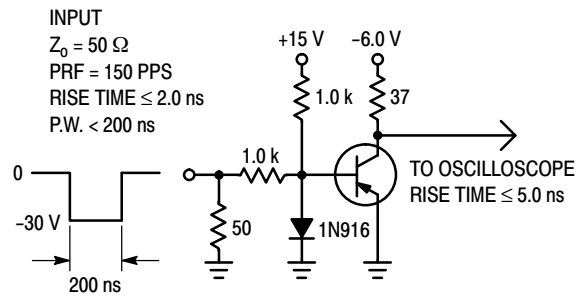 INPUT
Zo = 50 Ω
PRF = 150 PPS
RISE TIME ≤ 2.0 ns
P.W. < 200 ns
+15 V
−6.0 V
1.0 k
37
1.0 k
0
TO OSCILLOSCOPE
RISE TIME ≤ 5.0 ns
−30 V
50
1N916
200 ns